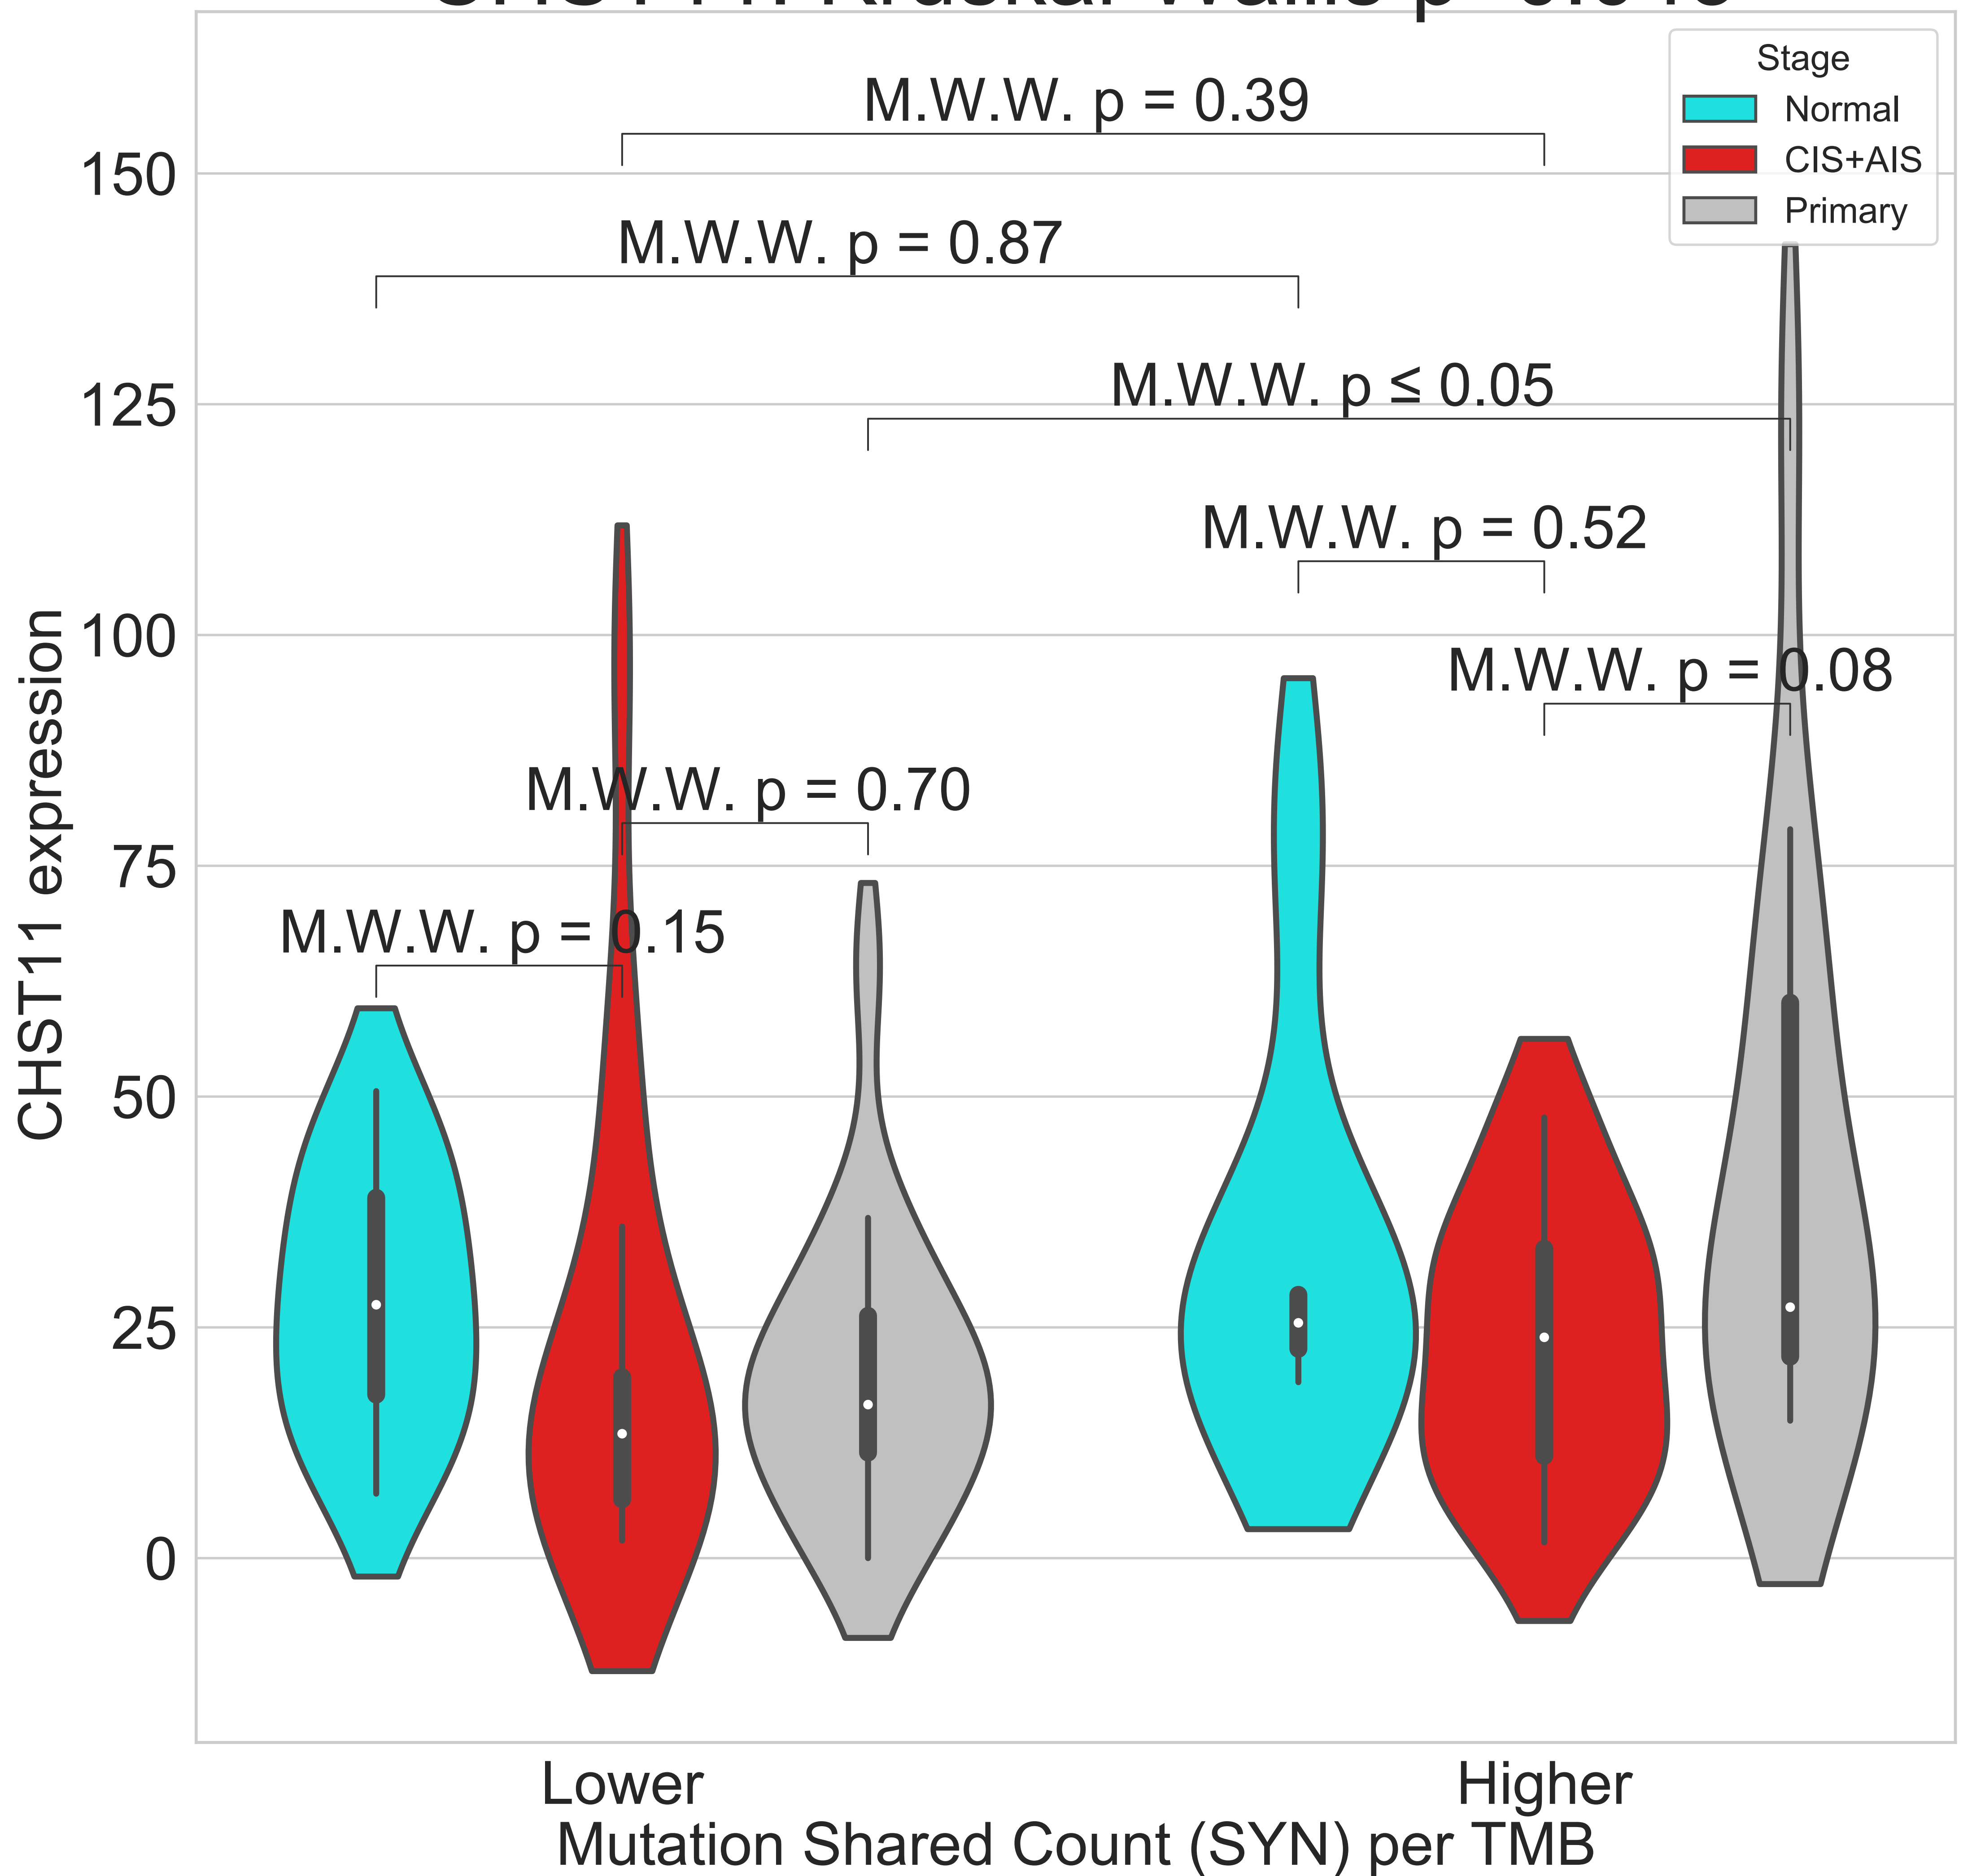 Stage
Normal
CIS+AIS
Primary
M.W.W. p = 0.39
M.W.W. p = 0.87
M.W.W. p ≤ 0.05
M.W.W. p = 0.52
M.W.W. p = 0.08
M.W.W. p = 0.70
M.W.W. p = 0.15
150
125
100
75
50
25
0
CHST11 expression
Lower
Higher
Mutation Shared Count (SYN) per TMB